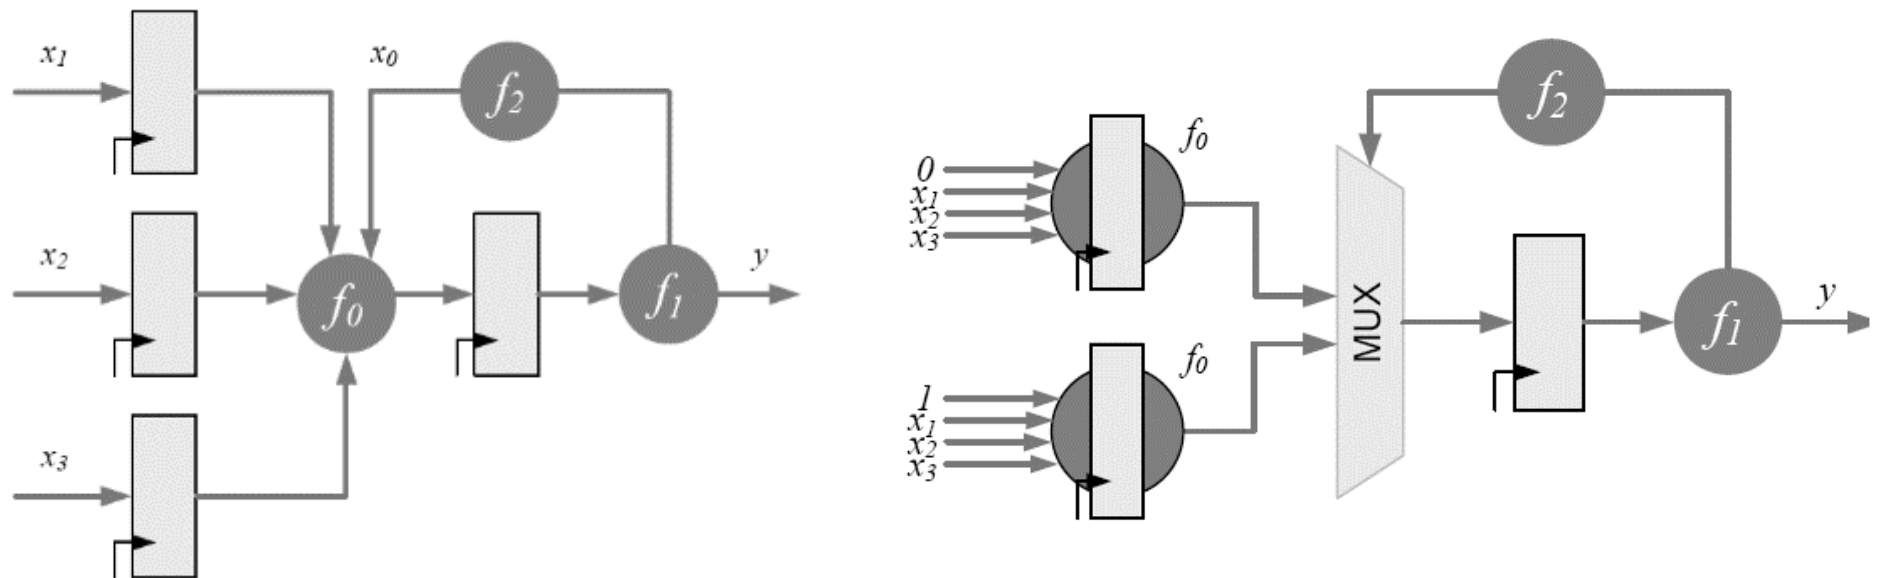 x₁
x₀
f₂
x₂
f₀
f₁
y
x₃
f₂
f₀
0
x₁
x₂
x₃
MUX
f₁
y
f₀
1
x₁
x₂
x₃